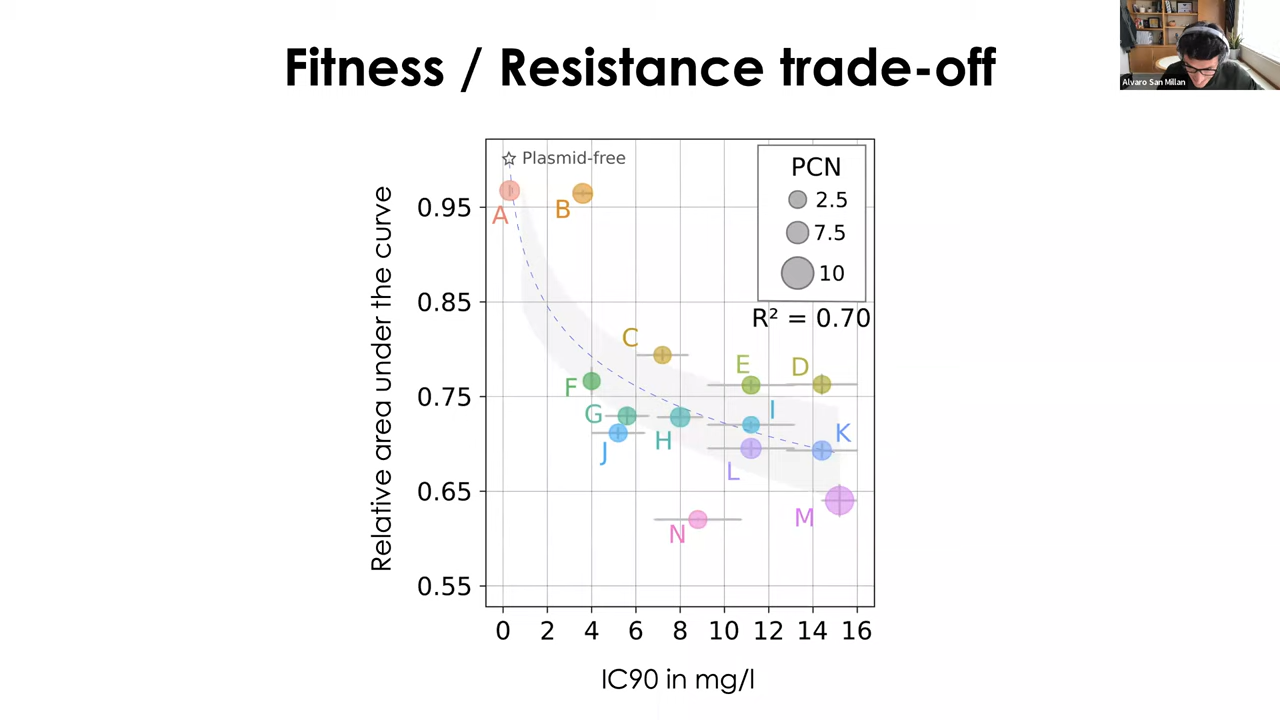 Fitness / Resistance trade-off
Alvaro San Millan
Plasmid-free
PCN
2.5
7.5
10
R² = 0.70
A
B
C
D
E
F
G
H
I
J
K
L
M
N
0.95
0.85
0.75
0.65
0.55
Relative area under the curve
0 2 4 6 8 10 12 14 16
IC90 in mg/l